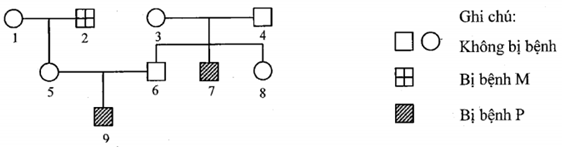 1 2 3 4
5 6 7 8
9
Ghi chú:
Không bị bệnh
Bị bệnh M
Bị bệnh P